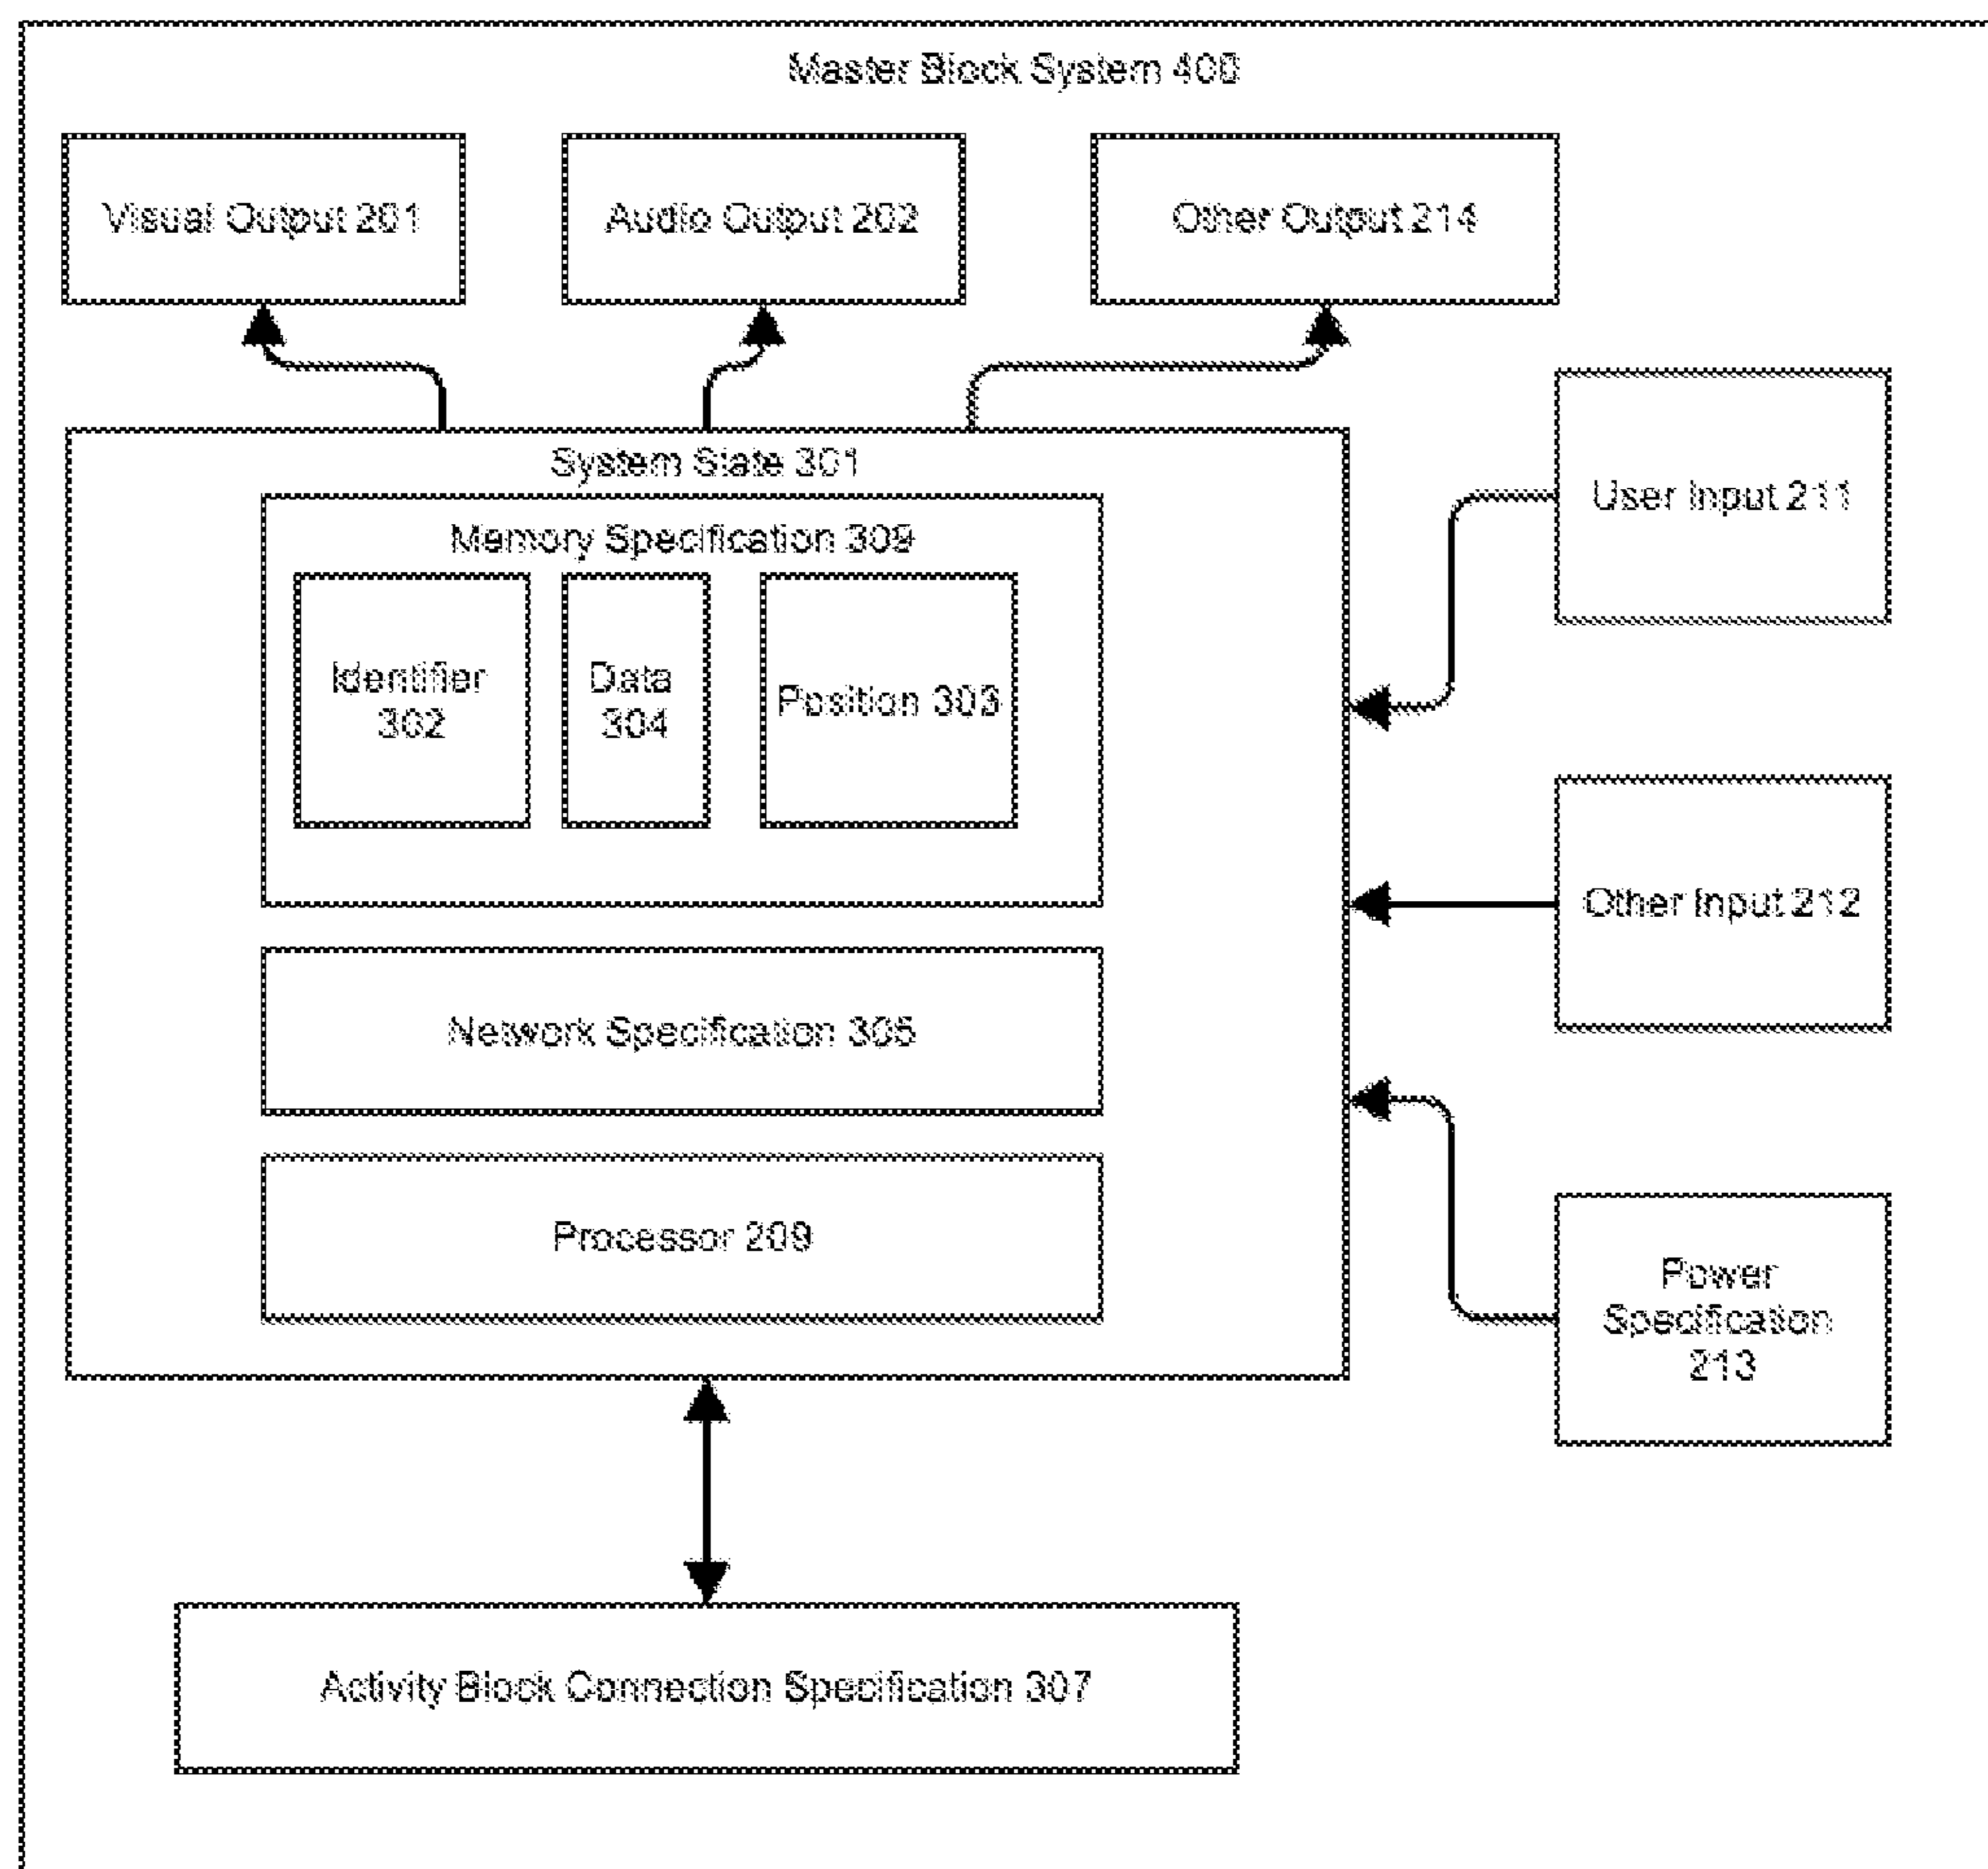 Master Block System 400
Visual Output 201
Audio Output 202
Other Output 214
System State 301
User Input 211
Memory Specification 309
Identifier
302
Data
304
Position 303
Other Input 212
Network Specification 305
Processor 209
Power
Specification
213
Activity Block Connection Specification 307